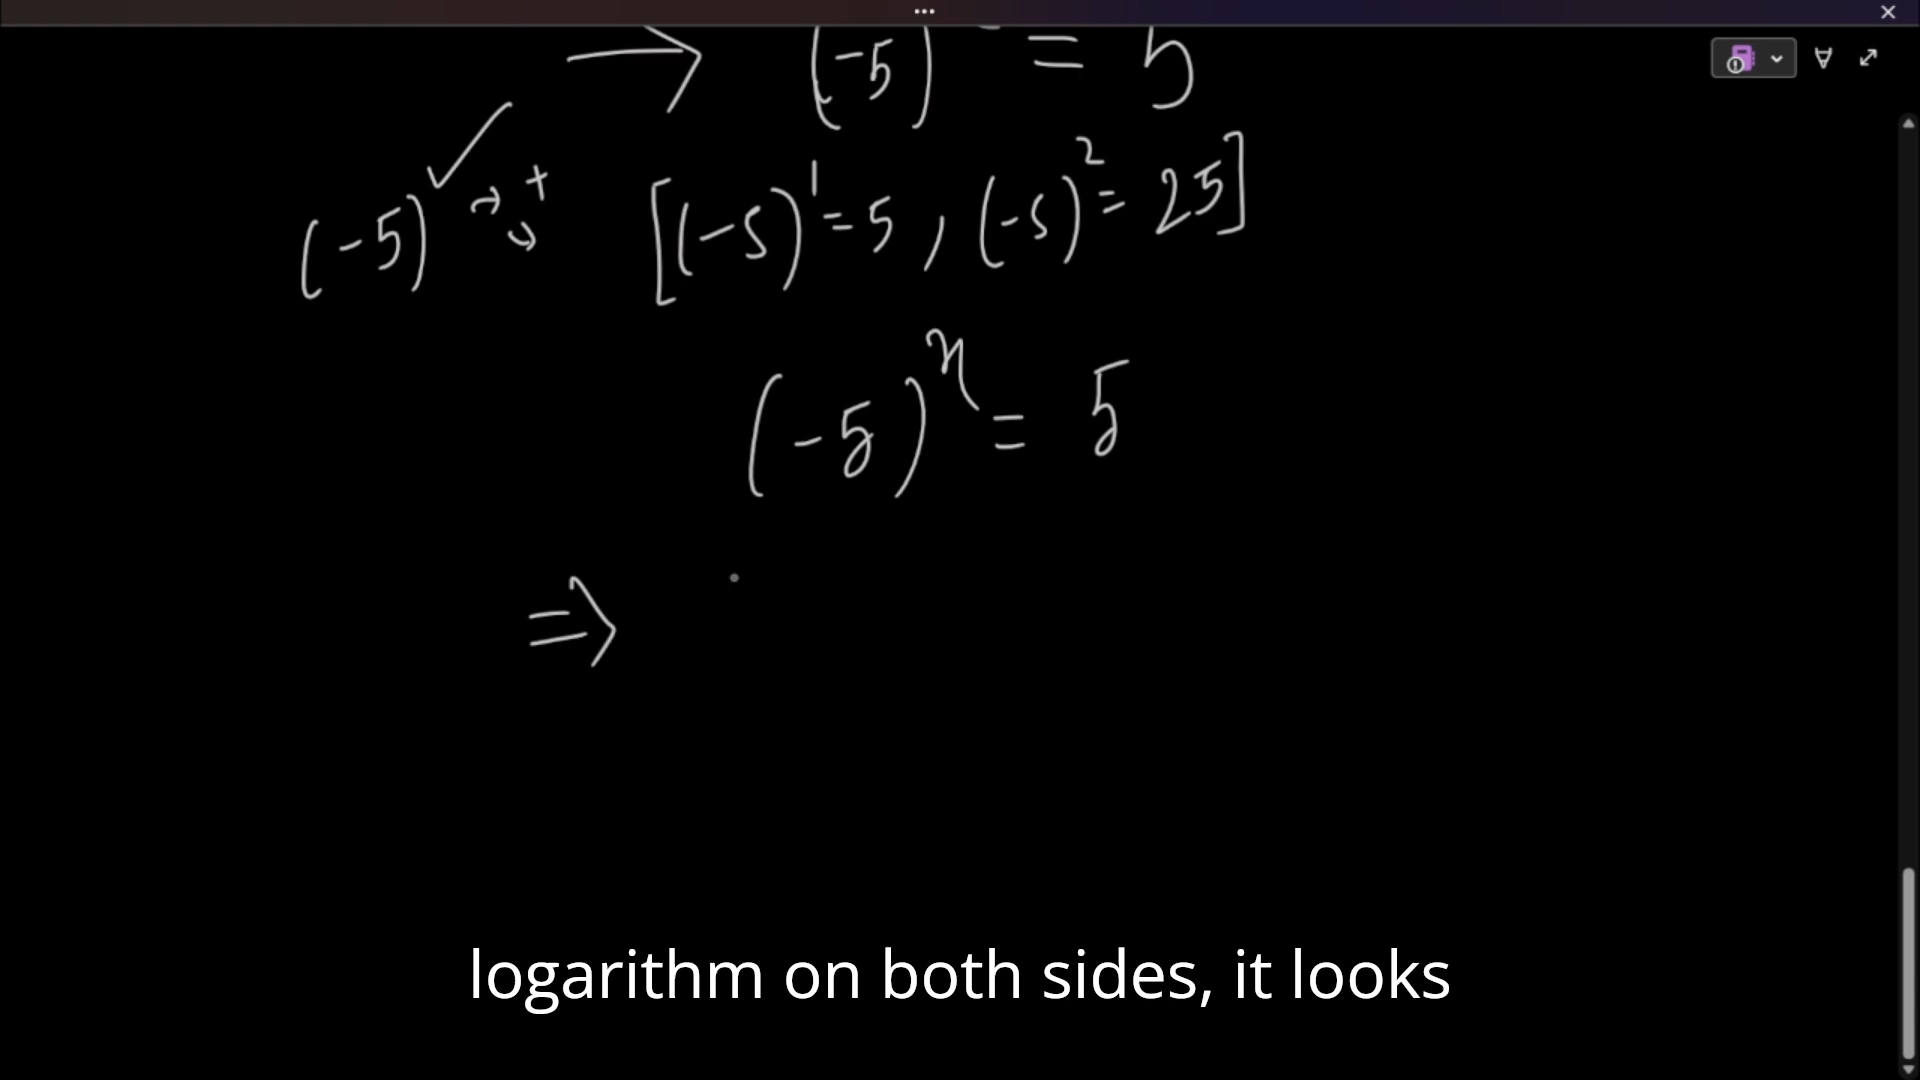 → (-5) = 5
(-5)✓ → + [(-5)¹ = 5, (-5)² = 25]
(-5)ˣ = 5
⇒
logarithm on both sides, it looks